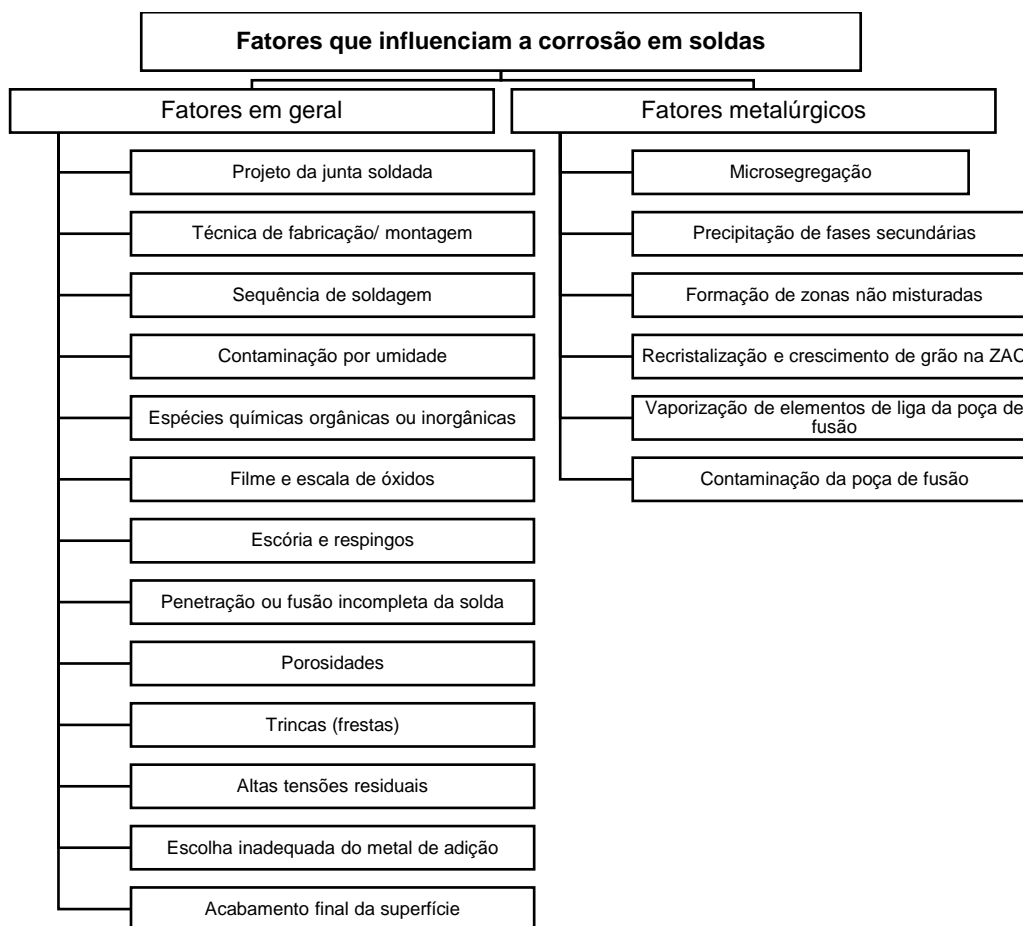 Fatores que influenciam a corrosão em soldas
Fatores em geral
Projeto da junta soldada
Técnica de fabricação/ montagem
Sequência de soldagem
Contaminação por umidade
Espécies químicas orgânicas ou inorgânicas
Filme e escala de óxidos
Escória e respingos
Penetração ou fusão incompleta da solda
Porosidades
Trincas (frestas)
Altas tensões residuais
Escolha inadequada do metal de adição
Acabamento final da superfície
Fatores metalúrgicos
Microsegregação
Precipitação de fases secundárias
Formação de zonas não misturadas
Recristalização e crescimento de grão na ZAC
Vaporização de elementos de liga da poça de
fusão
Contaminação da poça de fusão